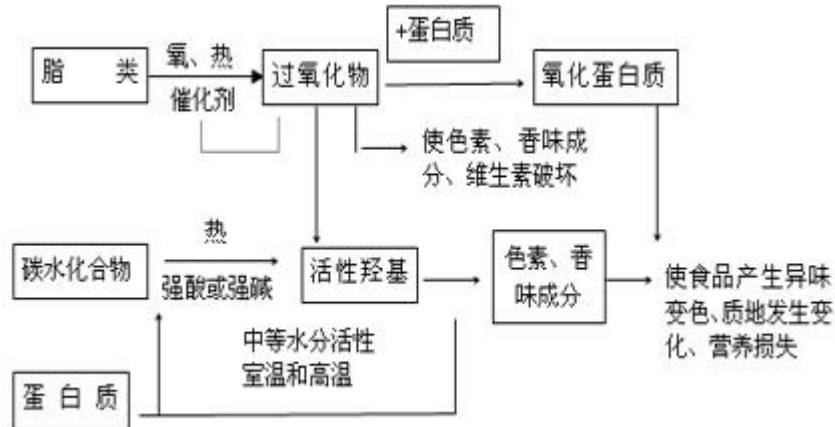 +蛋白质
脂 类
氧、热
催化剂
过氧化物
氧化蛋白质
使色素、香味成
分、维生素破坏
碳水化合物
热
强酸或强碱
活性羟基
色素、香
味成分
使食品产生异味
变色、质地发生变
化、营养损失
中等水分活性
室温和高温
蛋 白 质